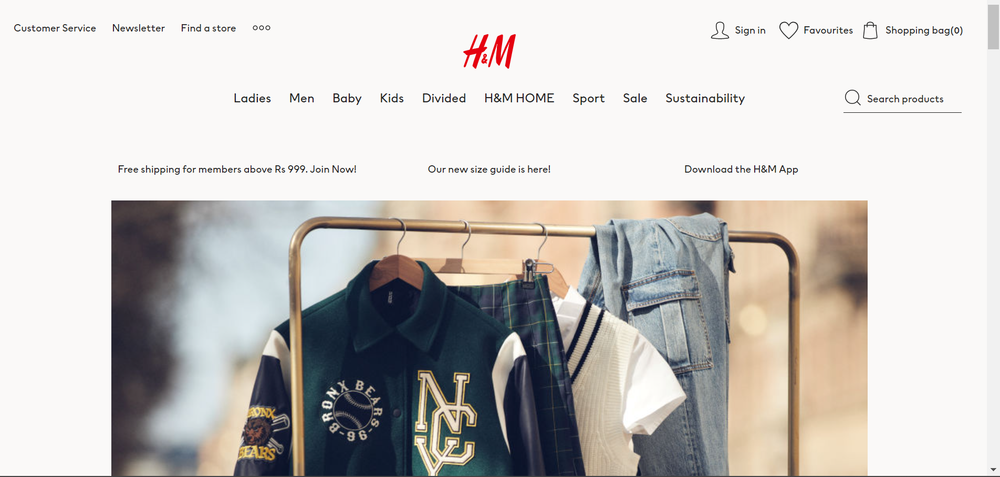 Customer Service Newsletter Find a store
Sign in Favourites Shopping bag(0)
H&M
Ladies Men Baby Kids Divided H&M HOME Sport Sale Sustainability
Search products
Free shipping for members above Rs 999. Join Now!
Our new size guide is here!
Download the H&M App
BRONX BEARS
-96-
NYC
BRONX
BEARS